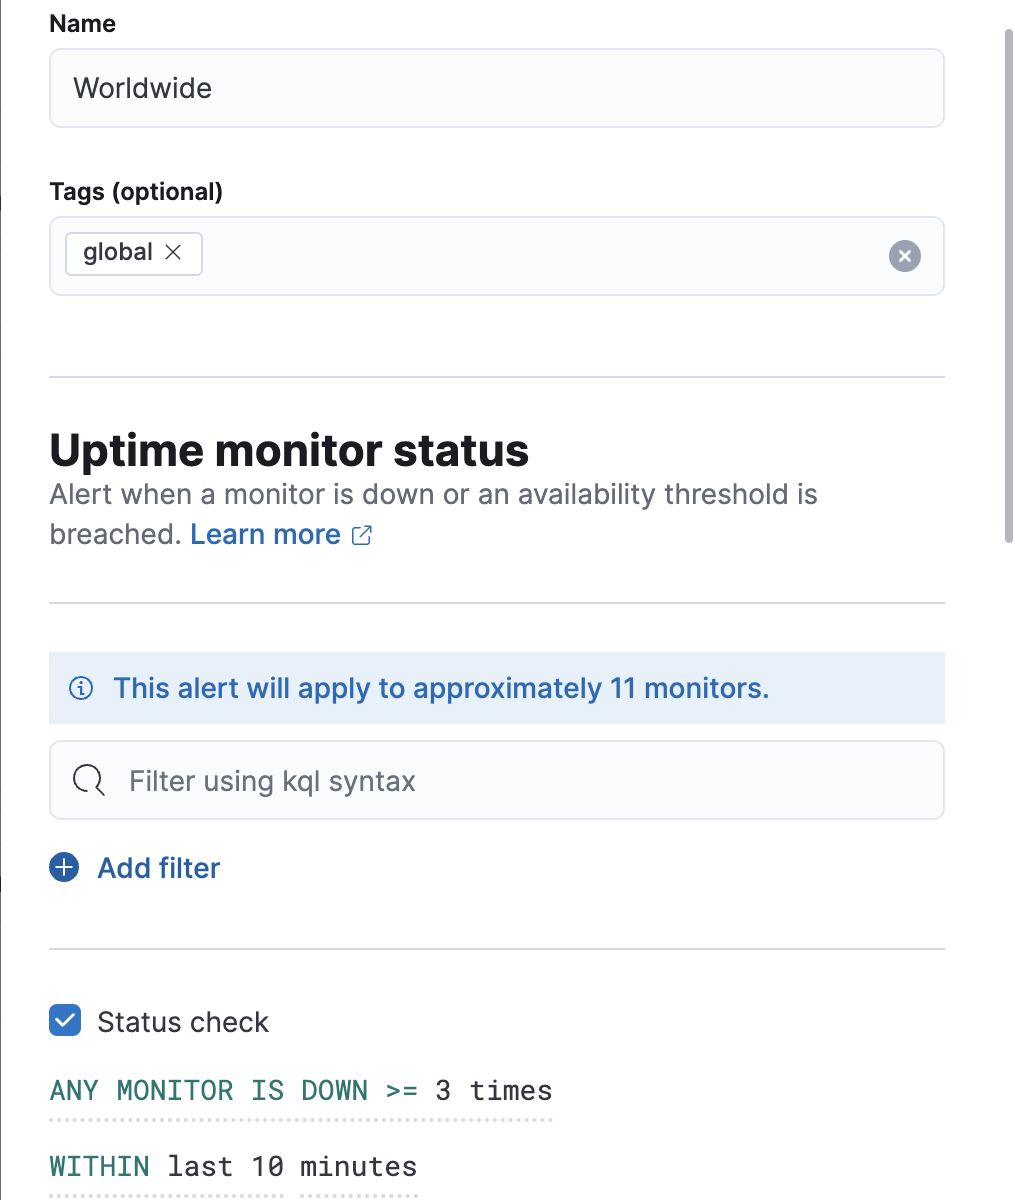 Name
Worldwide
Tags (optional)
global
Uptime monitor status
Alert when a monitor is down or an availability threshold is
breached. Learn more
This alert will apply to approximately 11 monitors.
Filter using kql syntax
Add filter
Status check
ANY MONITOR IS DOWN >= 3 times
WITHIN last 10 minutes